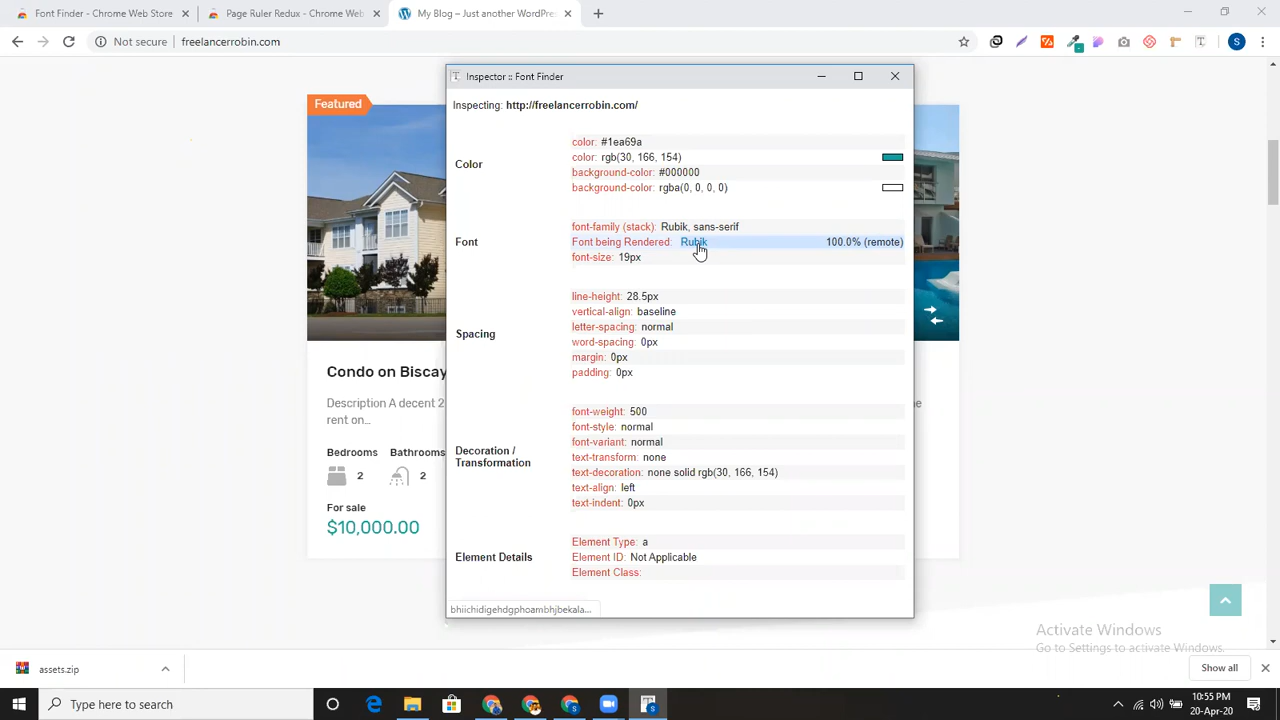 Font Finder - Chrome Web Store
Page Ruler Redux - Chrome Web
My Blog – Just another WordPres
Not secure
freelancerrobin.com
S
Inspector :: Font Finder
Inspecting: http://freelancerrobin.com/
Featured
Color
color: #1ea69a
color: rgb(30, 166, 154)
background-color: #000000
background-color: rgba(0, 0, 0, 0)
Font
font-family (stack): Rubik, sans-serif
Font being Rendered: Rubik 100.0% (remote)
font-size: 19px
Spacing
line-height: 28.5px
vertical-align: baseline
letter-spacing: normal
word-spacing: 0px
margin: 0px
padding: 0px
Decoration /
Transformation
font-weight: 500
font-style: normal
font-variant: normal
text-transform: none
text-decoration: none solid rgb(30, 166, 154)
text-align: left
text-indent: 0px
Element Details
Element Type: a
Element ID: Not Applicable
Element Class:
bhiichidigehdgphoambhjbekala...
Condo on Biscay
Description A decent 2
rent on…
he
Bedrooms
Bathrooms
2
2
For sale
$10,000.00
Activate Windows
Go to Settings to activate Windows.
assets.zip
Show all
Type here to search
10:55 PM
20-Apr-20